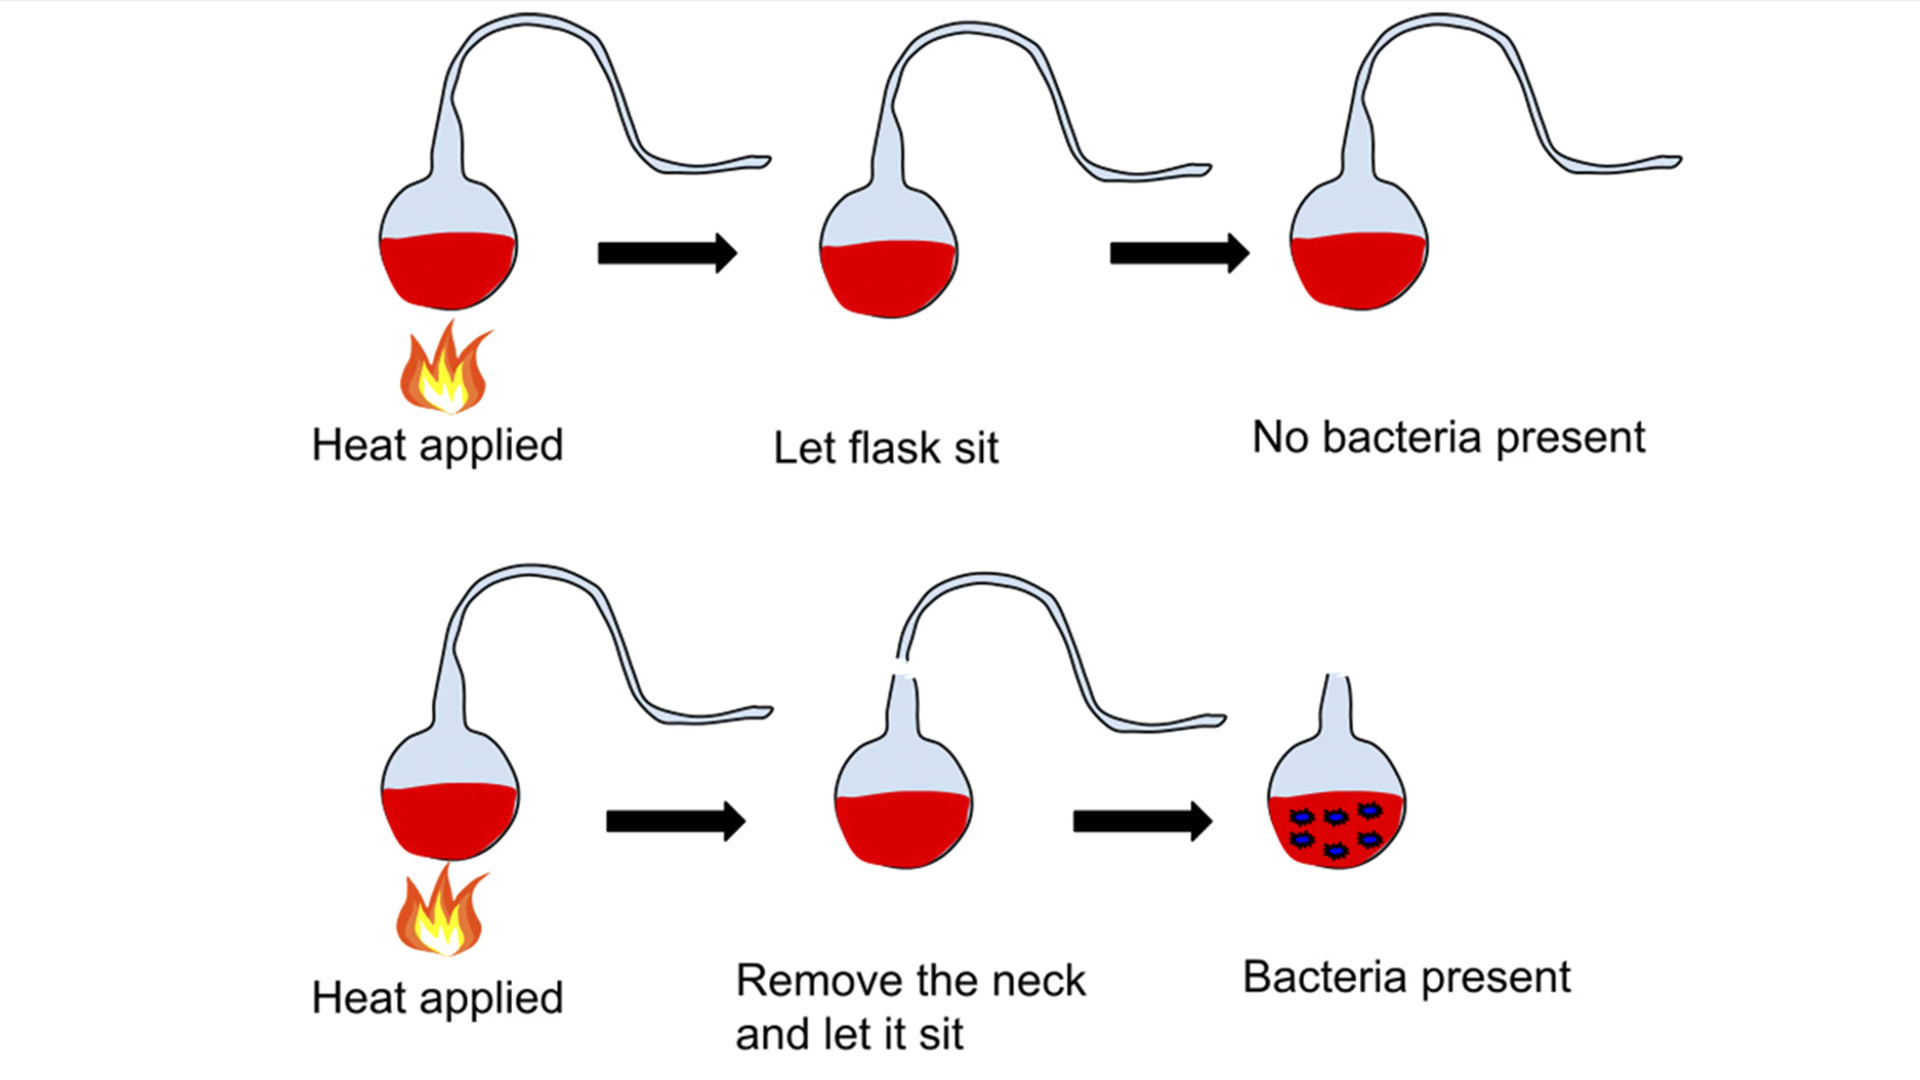 Heat applied
Let flask sit
No bacteria present
Heat applied
Remove the neck
and let it sit
Bacteria present